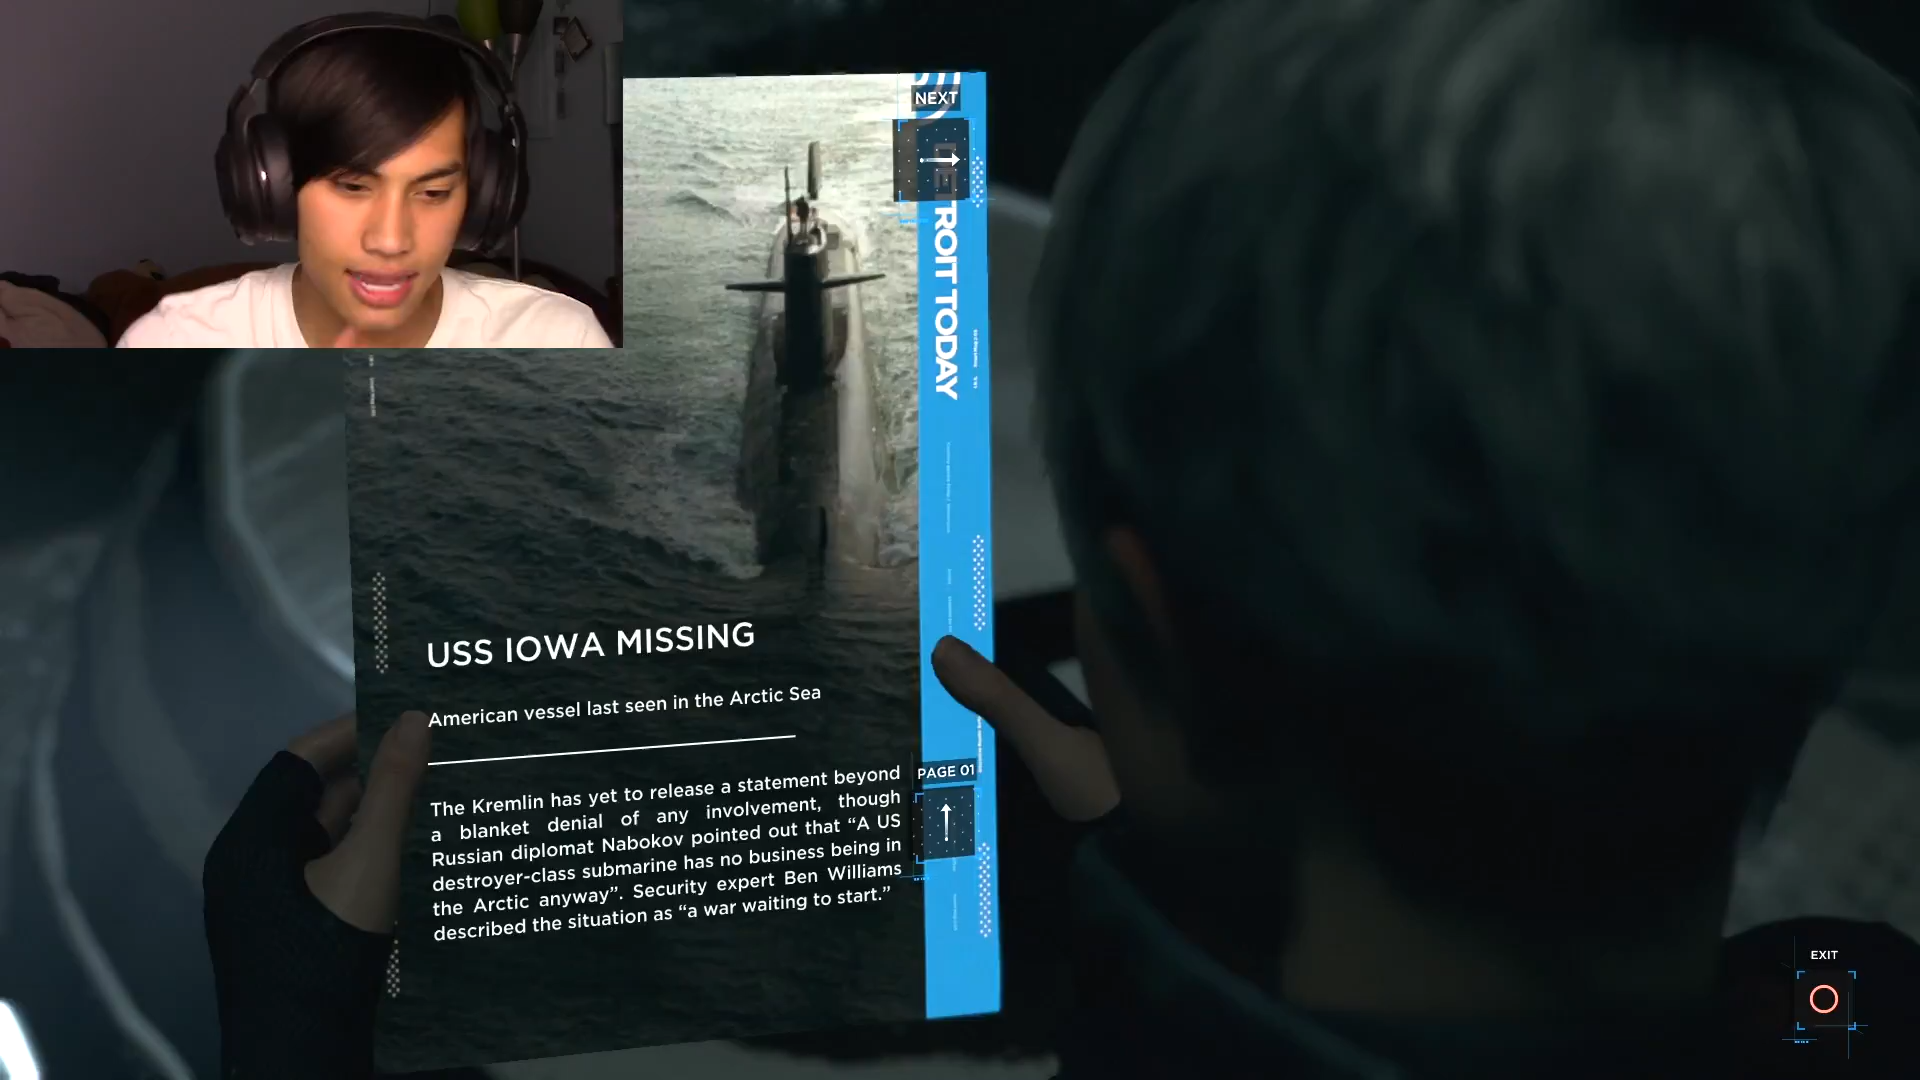 NEXT
ROIT TODAY
USS IOWA MISSING
American vessel last seen in the Arctic Sea
PAGE 01
The Kremlin has yet to release a statement beyond
a blanket denial of any involvement, though
Russian diplomat Nabokov pointed out that “A US
destroyer-class submarine has no business being in
the Arctic anyway”. Security expert Ben Williams
described the situation as “a war waiting to start.”
EXIT